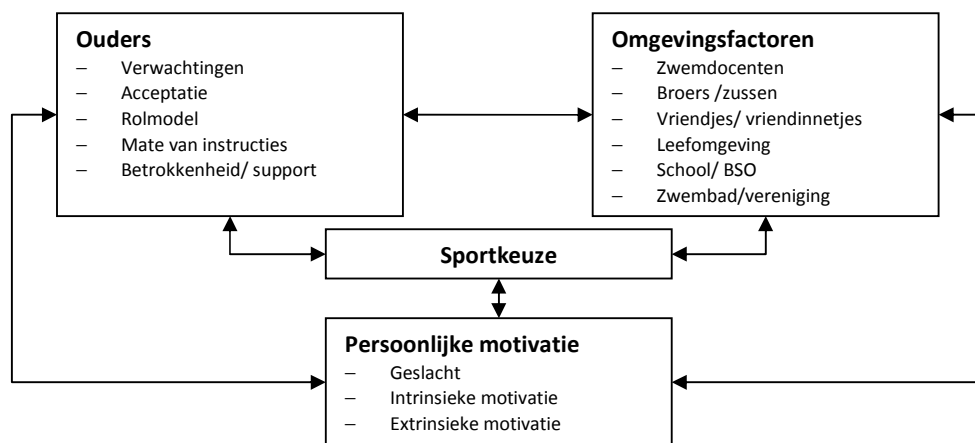 Ouders
– Verwachtingen
– Acceptatie
– Rolmodel
– Mate van instructies
– Betrokkenheid/ support
Omgevingsfactoren
– Zwemdocenten
– Broers /zussen
– Vriendjes/ vriendinnetjes
– Leefomgeving
– School/ BSO
– Zwembad/vereniging
Sportkeuze
Persoonlijke motivatie
– Geslacht
– Intrinsieke motivatie
– Extrinsieke motivatie